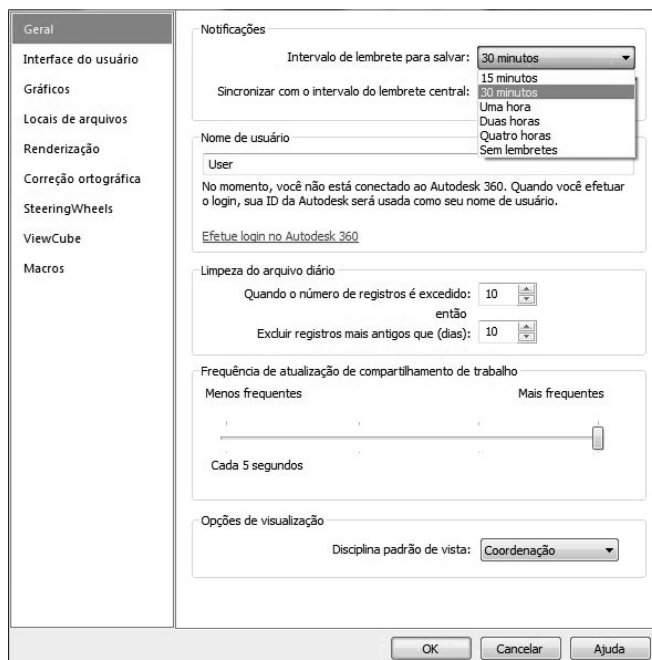 Geral
Interface do usuário
Gráficos
Locais de arquivos
Renderização
Correção ortográfica
SteeringWheels
ViewCube
Macros
Notificações
Intervalo de lembrete para salvar: 30 minutos
15 minutos
30 minutos
Uma hora
Duas horas
Quatro horas
Sem lembretes
Sincronizar com o intervalo do lembrete central:
Nome de usuário
User
No momento, você não está conectado ao Autodesk 360. Quando você efetuar
o login, sua ID da Autodesk será usada como seu nome de usuário.
Efetue login no Autodesk 360
Limpeza do arquivo diário
Quando o número de registros é excedido: 10
então
Excluir registros mais antigos que (dias): 10
Frequência de atualização de compartilhamento de trabalho
Menos frequentes Mais frequentes
Cada 5 segundos
Opções de visualização
Disciplina padrão de vista: Coordenação
OK Cancelar Ajuda